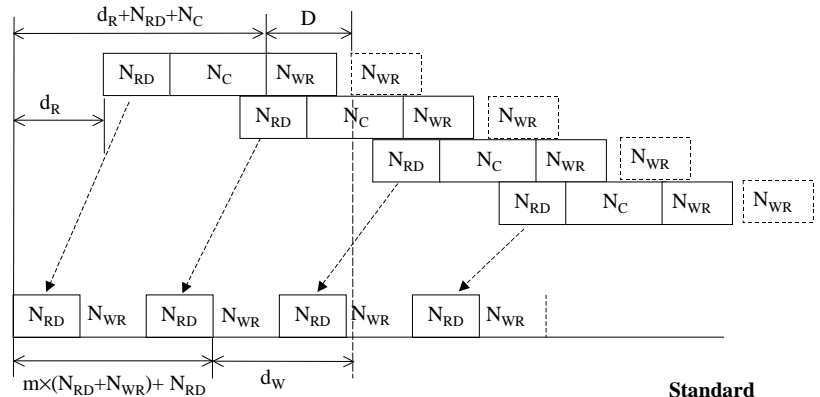 d_R+N_RD+N_C D
N_RD N_C N_WR N_WR
d_R N_RD N_C N_WR N_WR
N_RD N_C N_WR N_WR
N_RD N_C N_WR N_WR
N_RD N_WR N_RD N_WR N_RD N_WR N_RD N_WR
m×(N_RD+N_WR)+ N_RD d_W
Standard